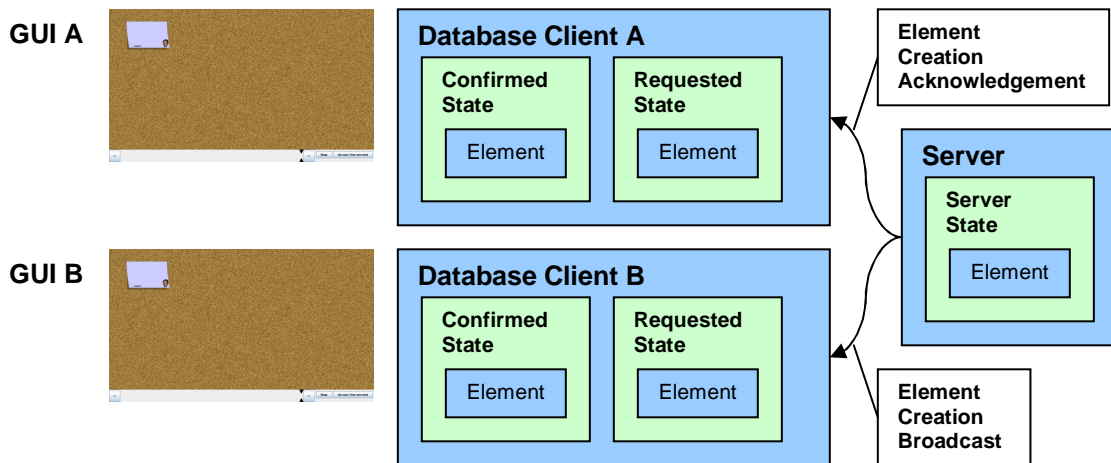 GUI A
Database Client A
Confirmed
State
Element
Requested
State
Element
Element
Creation
Acknowledgement
Server
Server
State
Element
GUI B
Database Client B
Confirmed
State
Element
Requested
State
Element
Element
Creation
Broadcast